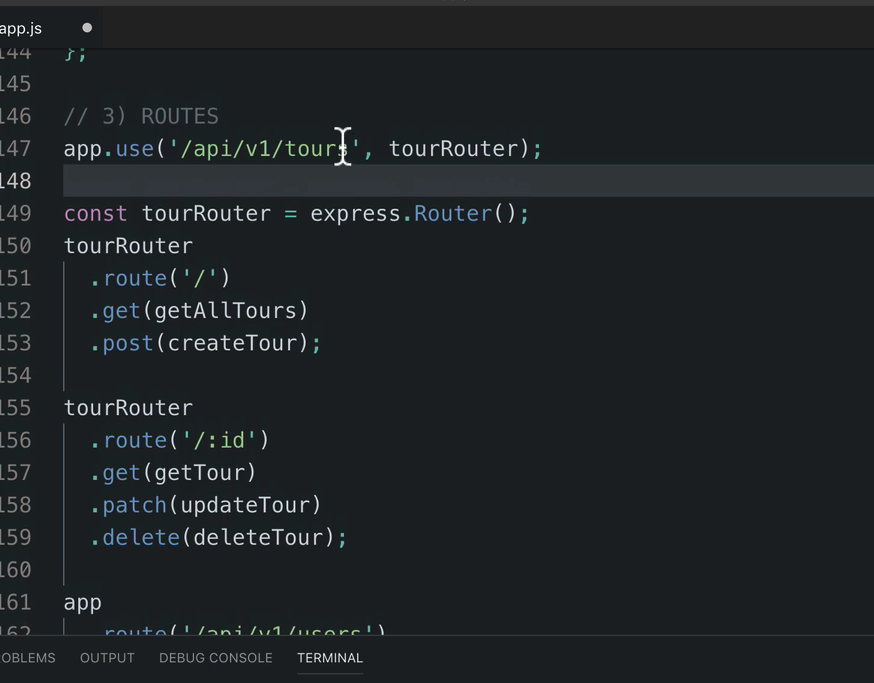 app.js
144 };
145
146 // 3) ROUTES
147 app.use('/api/v1/tours', tourRouter);
148
149 const tourRouter = express.Router();
150 tourRouter
151 .route('/')
152 .get(getAllTours)
153 .post(createTour);
154
155 tourRouter
156 .route('/:id')
157 .get(getTour)
158 .patch(updateTour)
159 .delete(deleteTour);
160
161 app
162 .route('/api/v1/users')
OBLEMS OUTPUT DEBUG CONSOLE TERMINAL